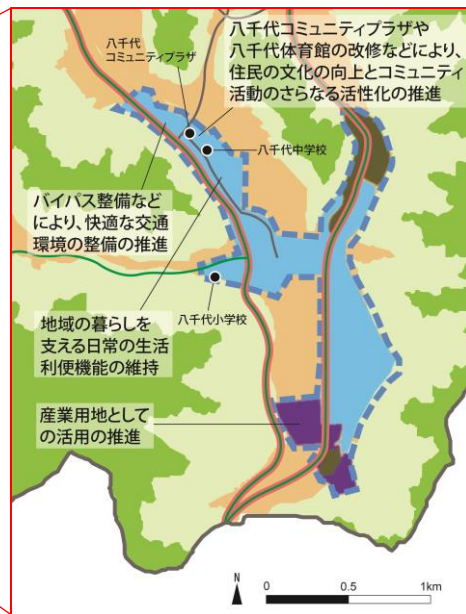 八千代
コミュニティプラザ
八千代コミュニティプラザや
八千代体育館の改修などにより、
住民の文化の向上とコミュニティ
活動のさらなる活性化の推進
八千代中学校
バイパス整備など
により、快適な交通
環境の整備の推進
八千代小学校
地域の暮らしを
支える日常の生活
利便機能の維持
産業用地として
の活用の推進
N
0 0.5 1km